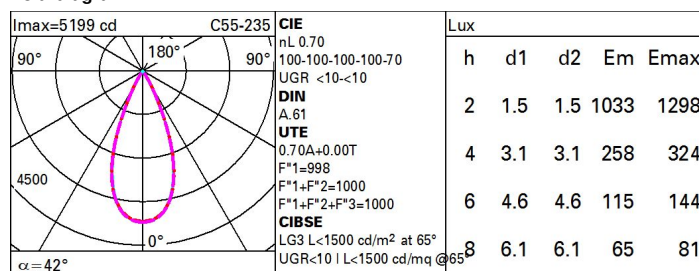 Imax=5199 cd C55-235
90° 180° 90°
4500
0°
α=42°
CIE
nL 0.70
100-100-100-100-70
UGR <10-<10
DIN
A.61
UTE
0.70A+0.00T
F"1=998
F"1+F"2=1000
F"1+F"2+F"3=1000
CIBSE
LG3 L<1500 cd/m² at 65°
UGR<10 | L<1500 cd/mq @65°
Lux
h d1 d2 Em Emax
2 1.5 1.5 1033 1298
4 3.1 3.1 258 324
6 4.6 4.6 115 144
8 6.1 6.1 65 81